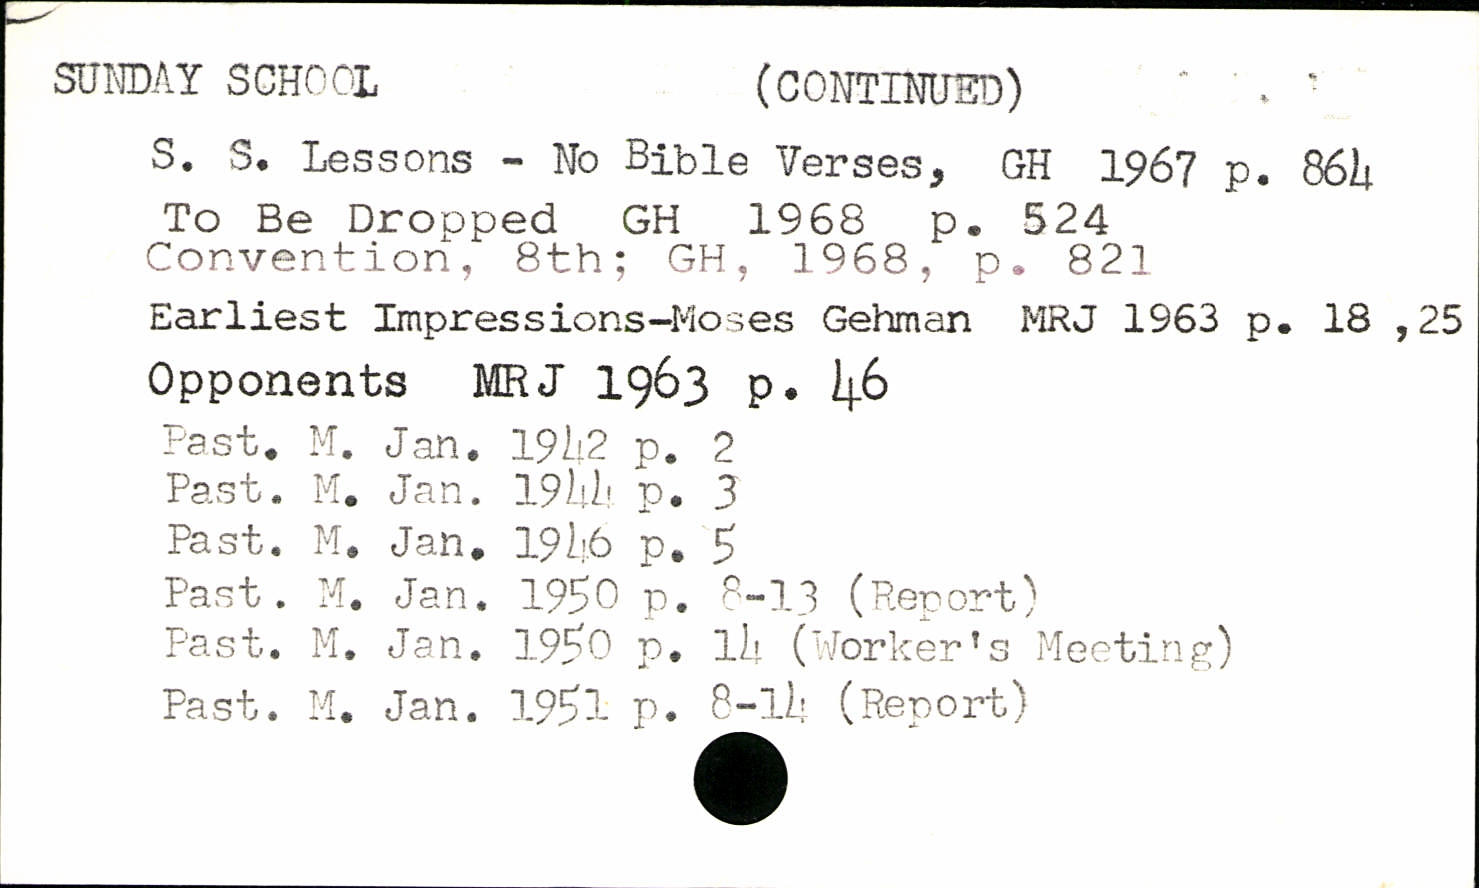 SUNDAY SCHOOL (CONTINUED)
S. S. Lessons - No Bible Verses, GH 1967 p. 864
To Be Dropped GH 1968 p. 524
Convention, 8th; GH, 1968, p. 821
Earliest Impressions-Moses Gehman MRJ 1963 p. 18 ,25
Opponents MRJ 1963 p. 46
Past. M. Jan. 1942 p. 2
Past. M. Jan. 1944 p. 3
Past. M. Jan. 1946 p. 5
Past. M. Jan. 1950 p. 8-13 (Report)
Past. M. Jan. 1950 p. 14 (Worker's Meeting)
Past. M. Jan. 1951 p. 8-14 (Report)